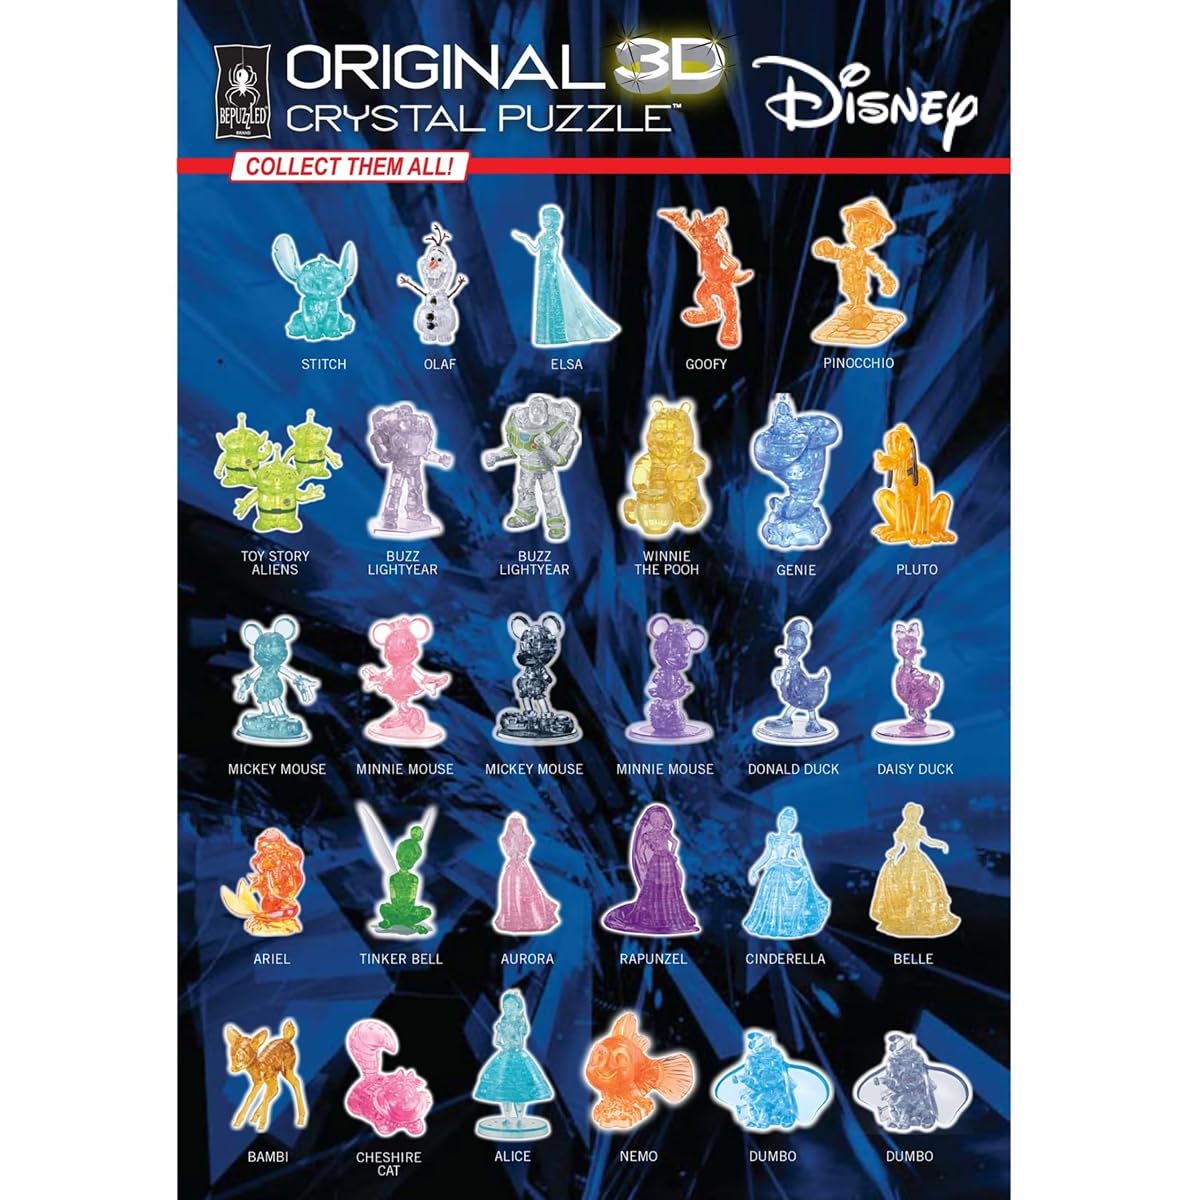 BEPUZZLED®
BRAND
ORIGINAL 3D
CRYSTAL PUZZLE™
DISNEY
COLLECT THEM ALL!
STITCH
OLAF
ELSA
GOOFY
PINOCCHIO
TOY STORY
ALIENS
BUZZ
LIGHTYEAR
BUZZ
LIGHTYEAR
WINNIE
THE POOH
GENIE
PLUTO
MICKEY MOUSE
MINNIE MOUSE
MICKEY MOUSE
MINNIE MOUSE
DONALD DUCK
DAISY DUCK
ARIEL
TINKER BELL
AURORA
RAPUNZEL
CINDERELLA
BELLE
BAMBI
CHESHIRE
CAT
ALICE
NEMO
DUMBO
DUMBO